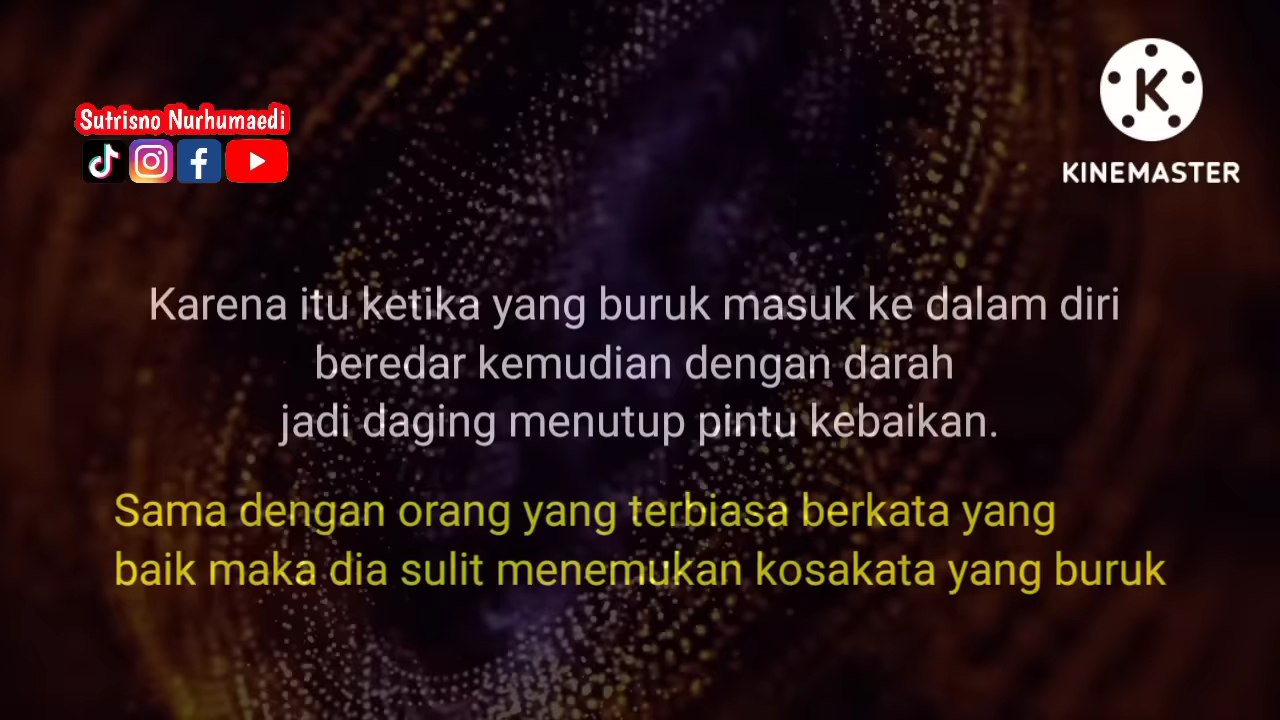 Sutrisno Nurhumaedi
K
KINEMASTER
Karena itu ketika yang buruk masuk ke dalam diri
beredar kemudian dengan darah
jadi daging menutup pintu kebaikan.
Sama dengan orang yang terbiasa berkata yang
baik maka dia sulit menemukan kosakata yang buruk